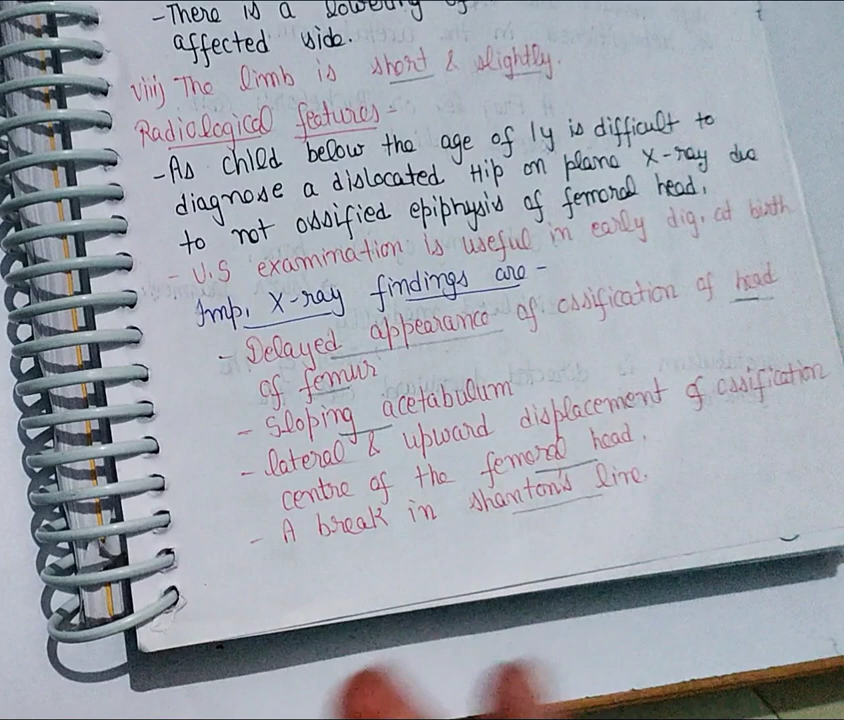 -There is a lowering of
affected side.
viii) The limb is short & slightly.
Radiological features-
-As child below the age of 1y is difficult to
diagnose a dislocated Hip on plane X-ray due
to not ossified epiphysis of femoral head.
- U.S examination is useful in early dig. at birth
Imp. X-ray findings are -
- Delayed appearance of ossification of head
of femur
- Sloping acetabulum
- lateral & upward displacement of ossification
centre of the femoral head.
- A break in shanton's line.